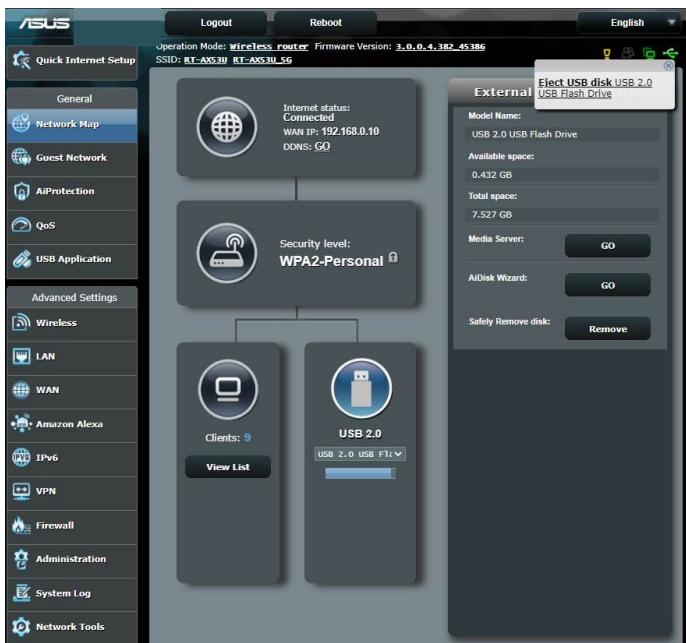 ASUS
Logout
Reboot
English
Quick Internet Setup
Operation Mode: Wireless router Firmware Version: 3.0.0.4.382_45386
SSID: RT-AX53U RT-AX53U_5G
Eject USB disk USB 2.0
USB Flash Drive
General
Network Map
Guest Network
AiProtection
QoS
USB Application
Advanced Settings
Wireless
LAN
WAN
Amazon Alexa
IPv6
VPN
Firewall
Administration
System Log
Network Tools
Internet status:
Connected
WAN IP: 192.168.0.10
DDNS: GO
Security level:
WPA2-Personal
Clients: 9
View List
USB 2.0
USB 2.0 USB Fl
External
Model Name:
USB 2.0 USB Flash Drive
Available space:
0.432 GB
Total space:
7.527 GB
Media Server:
GO
AiDisk Wizard:
GO
Safely Remove disk:
Remove